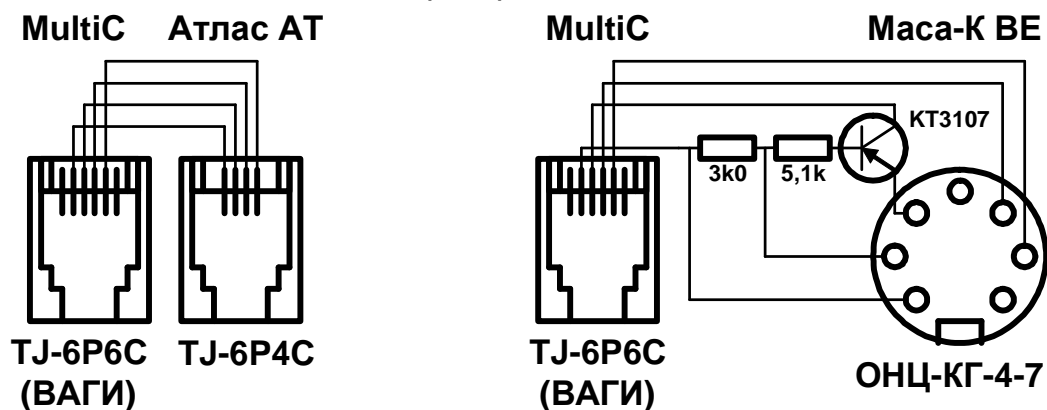 MultiC Атлас АТ
TJ-6P6C TJ-6P4C
(ВАГИ)
MultiC Маса-К ВЕ
КТ3107
3k0 5,1k
TJ-6P6C
(ВАГИ)
ОНЦ-КГ-4-7